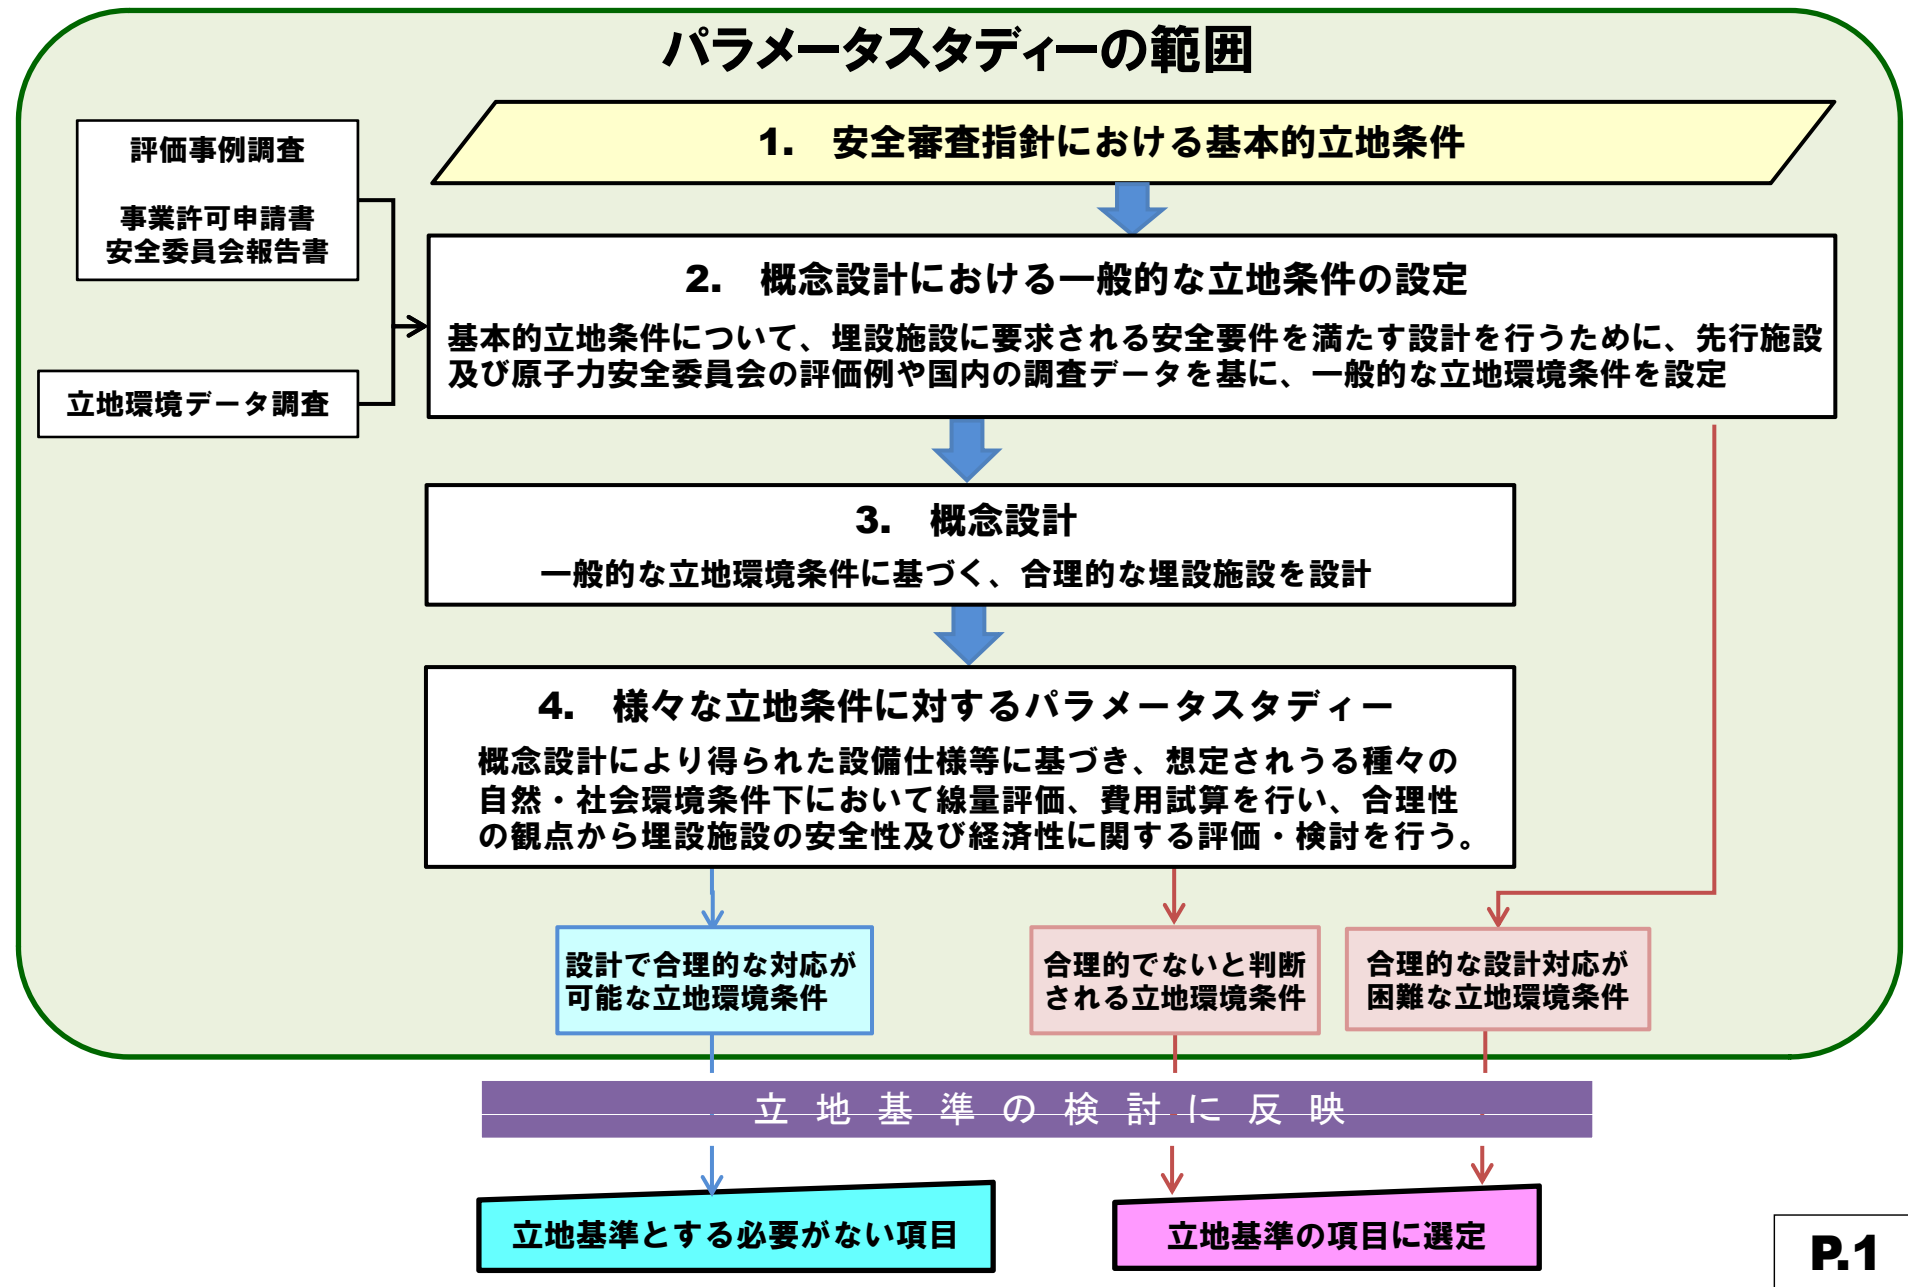 パラメータスタディーの範囲
評価事例調査
事業許可申請書
安全委員会報告書
立地環境データ調査
1. 安全審査指針における基本的立地条件
2. 概念設計における一般的な立地条件の設定
基本的立地条件について、埋設施設に要求される安全要件を満たす設計を行うために、先行施設
及び原子力安全委員会の評価例や国内の調査データを基に、一般的な立地環境条件を設定
3. 概念設計
一般的な立地環境条件に基づく、合理的な埋設施設を設計
4. 様々な立地条件に対するパラメータスタディー
概念設計により得られた設備仕様等に基づき、想定されうる種々の
自然・社会環境条件下において線量評価、費用試算を行い、合理性
の観点から埋設施設の安全性及び経済性に関する評価・検討を行う。
設計で合理的な対応が
可能な立地環境条件
合理的でないと判断
される立地環境条件
合理的な設計対応が
困難な立地環境条件
立地基準の検討に反映
立地基準とする必要がない項目
立地基準の項目に選定
P.1